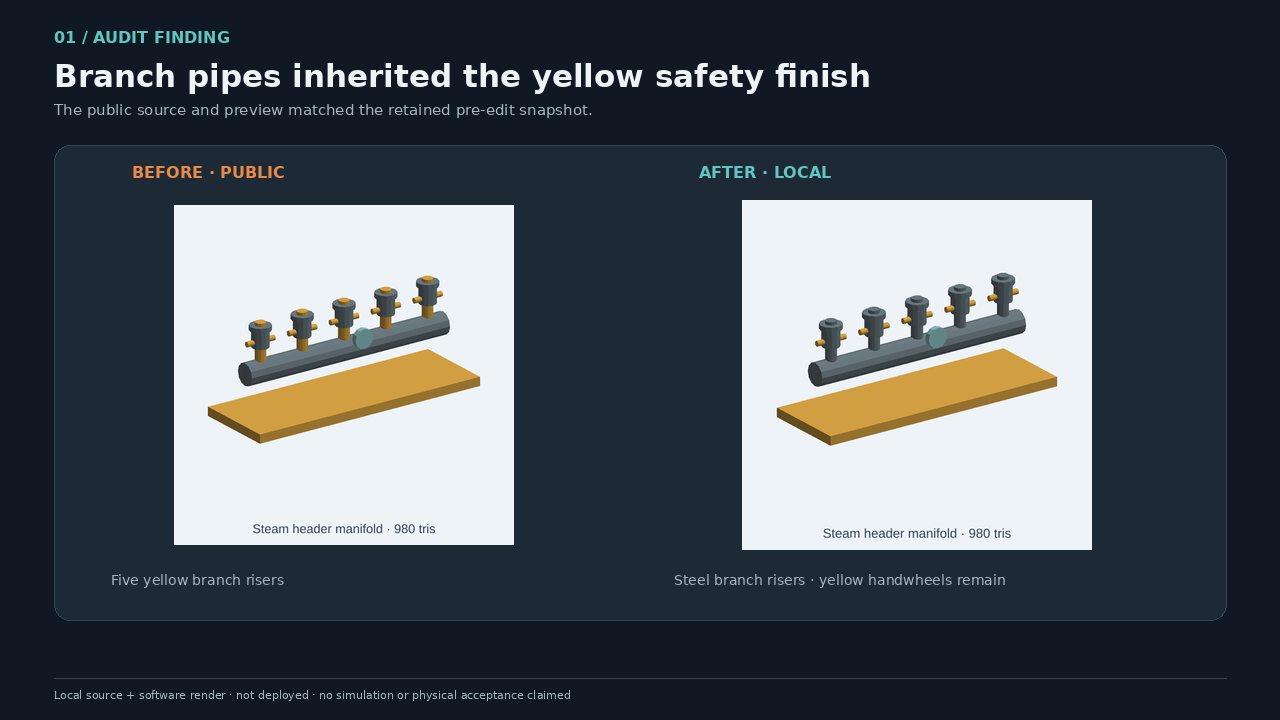 01 / AUDIT FINDING
Branch pipes inherited the yellow safety finish
The public source and preview matched the retained pre-edit snapshot.
BEFORE · PUBLIC
AFTER · LOCAL
Steam header manifold · 980 tris
Steam header manifold · 980 tris
Five yellow branch risers
Steel branch risers · yellow handwheels remain
Local source + software render · not deployed · no simulation or physical acceptance claimed